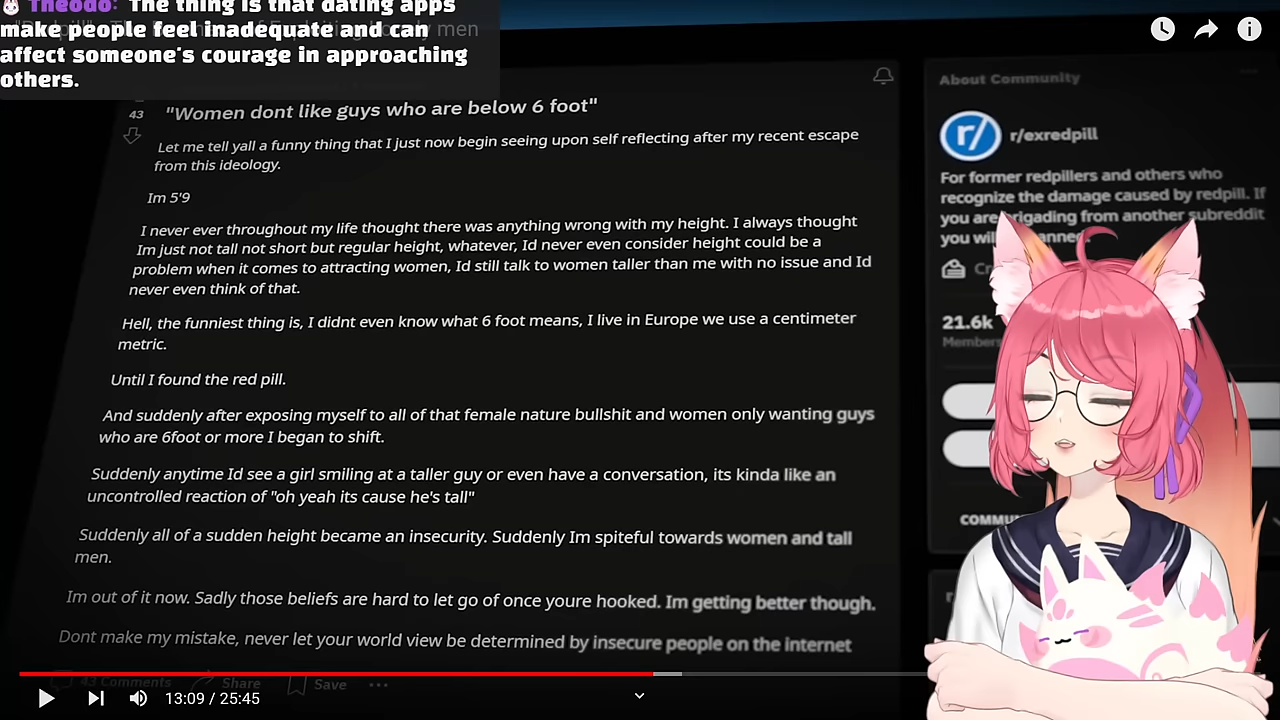 Theodo: The thing is that dating apps
make people feel inadequate and can
affect someone's courage in approaching
others.
men
43
"Women dont like guys who are below 6 foot"
Let me tell yall a funny thing that I just now begin seeing upon self reflecting after my recent escape
from this ideology.
Im 5'9
I never ever throughout my life thought there was anything wrong with my height. I always thought
Im just not tall not short but regular height, whatever, Id never even consider height could be a
problem when it comes to attracting women, Id still talk to women taller than me with no issue and Id
never even think of that.
Hell, the funniest thing is, I didnt even know what 6 foot means, I live in Europe we use a centimeter
metric.
Until I found the red pill.
And suddenly after exposing myself to all of that female nature bullshit and women only wanting guys
who are 6foot or more I began to shift.
Suddenly anytime Id see a girl smiling at a taller guy or even have a conversation, its kinda like an
uncontrolled reaction of "oh yeah its cause he's tall"
Suddenly all of a sudden height became an insecurity. Suddenly Im spiteful towards women and tall
men.
Im out of it now. Sadly those beliefs are hard to let go of once youre hooked. Im getting better though.
Dont make my mistake, never let your world view be determined by insecure people on the internet
43 Comments Share Save
About Community
r/ r/exredpill
For former redpillers and others who
recognize the damage caused by redpill. If
you are brigading from another subreddit
you will
21.6k
Members
13:09 / 25:45